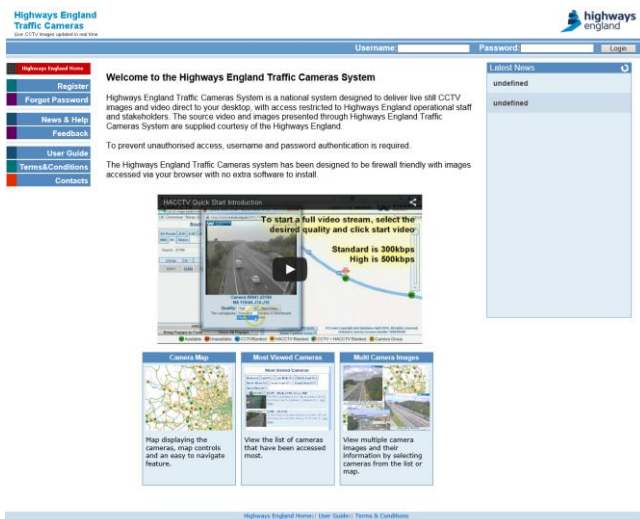 Highways England
Traffic Cameras
Live CCTV images updated in real time
highways
england
Username:
Password:
Login
Highways England Home
Register
Forgot Password
News & Help
Feedback
User Guide
Terms&Conditions
Contacts
Welcome to the Highways England Traffic Cameras System
Highways England Traffic Cameras System is a national system designed to deliver live still CCTV
images and video direct to your desktop, with access restricted to Highways England operational staff
and stakeholders. The source video and images presented through Highways England Traffic
Cameras System are supplied courtesy of the Highways England.
To prevent unauthorised access, username and password authentication is required.
The Highways England Traffic Cameras system has been designed to be firewall friendly with images
accessed via your browser with no extra software to install.
Latest News
undefined
undefined
HACCTV Quick Start Introduction
To start a full video stream, select the
desired quality and click start video
Standard is 300kbps
High is 500kbps
Quality
Available
Unavailable
Camera Group
Camera Map
Map displaying the
cameras, map controls
and an easy to navigate
feature.
Most Viewed Cameras
Most Viewed Cameras
View the list of cameras
that have been accessed
most.
Multi Camera Images
View multiple camera
images and their
information by selecting
cameras from the list or
map.
Highways England Home:: User Guide:: Terms & Conditions